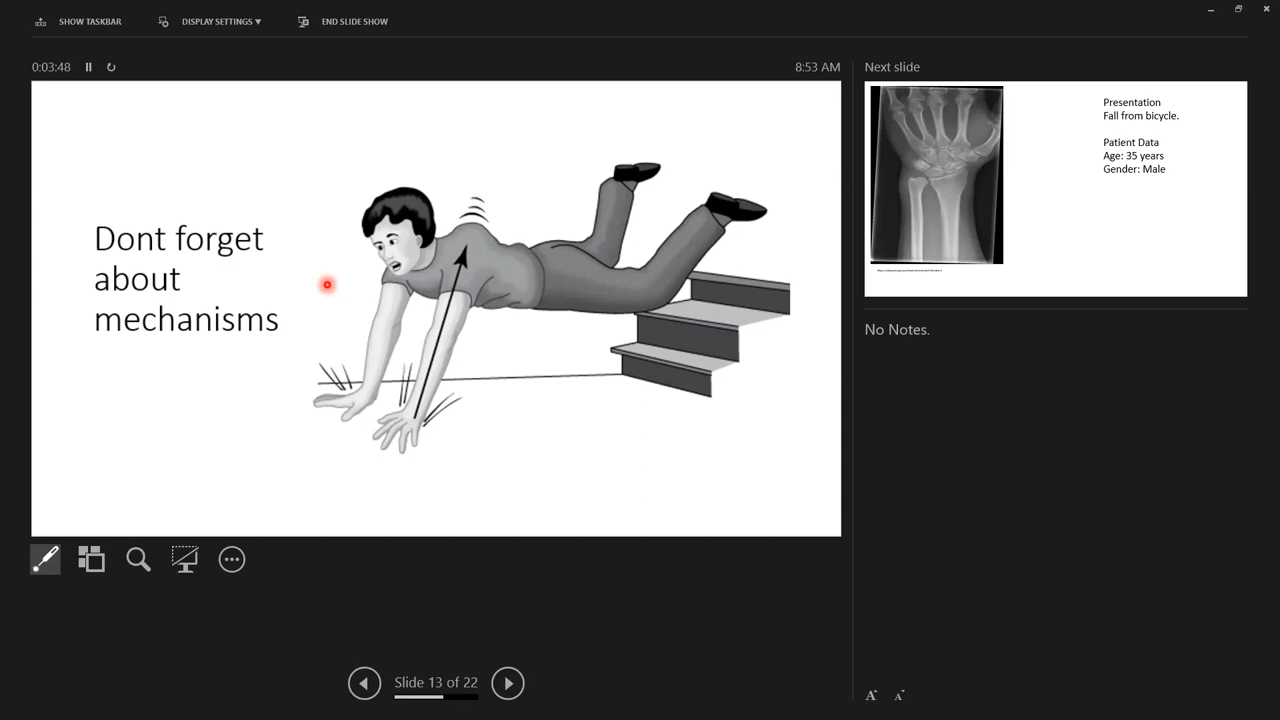 SHOW TASKBAR
DISPLAY SETTINGS ▼
END SLIDE SHOW
0:03:48
8:53 AM
Dont forget
about
mechanisms
Slide 13 of 22
Next slide
Presentation
Fall from bicycle.
Patient Data
Age: 35 years
Gender: Male
No Notes.
A
A